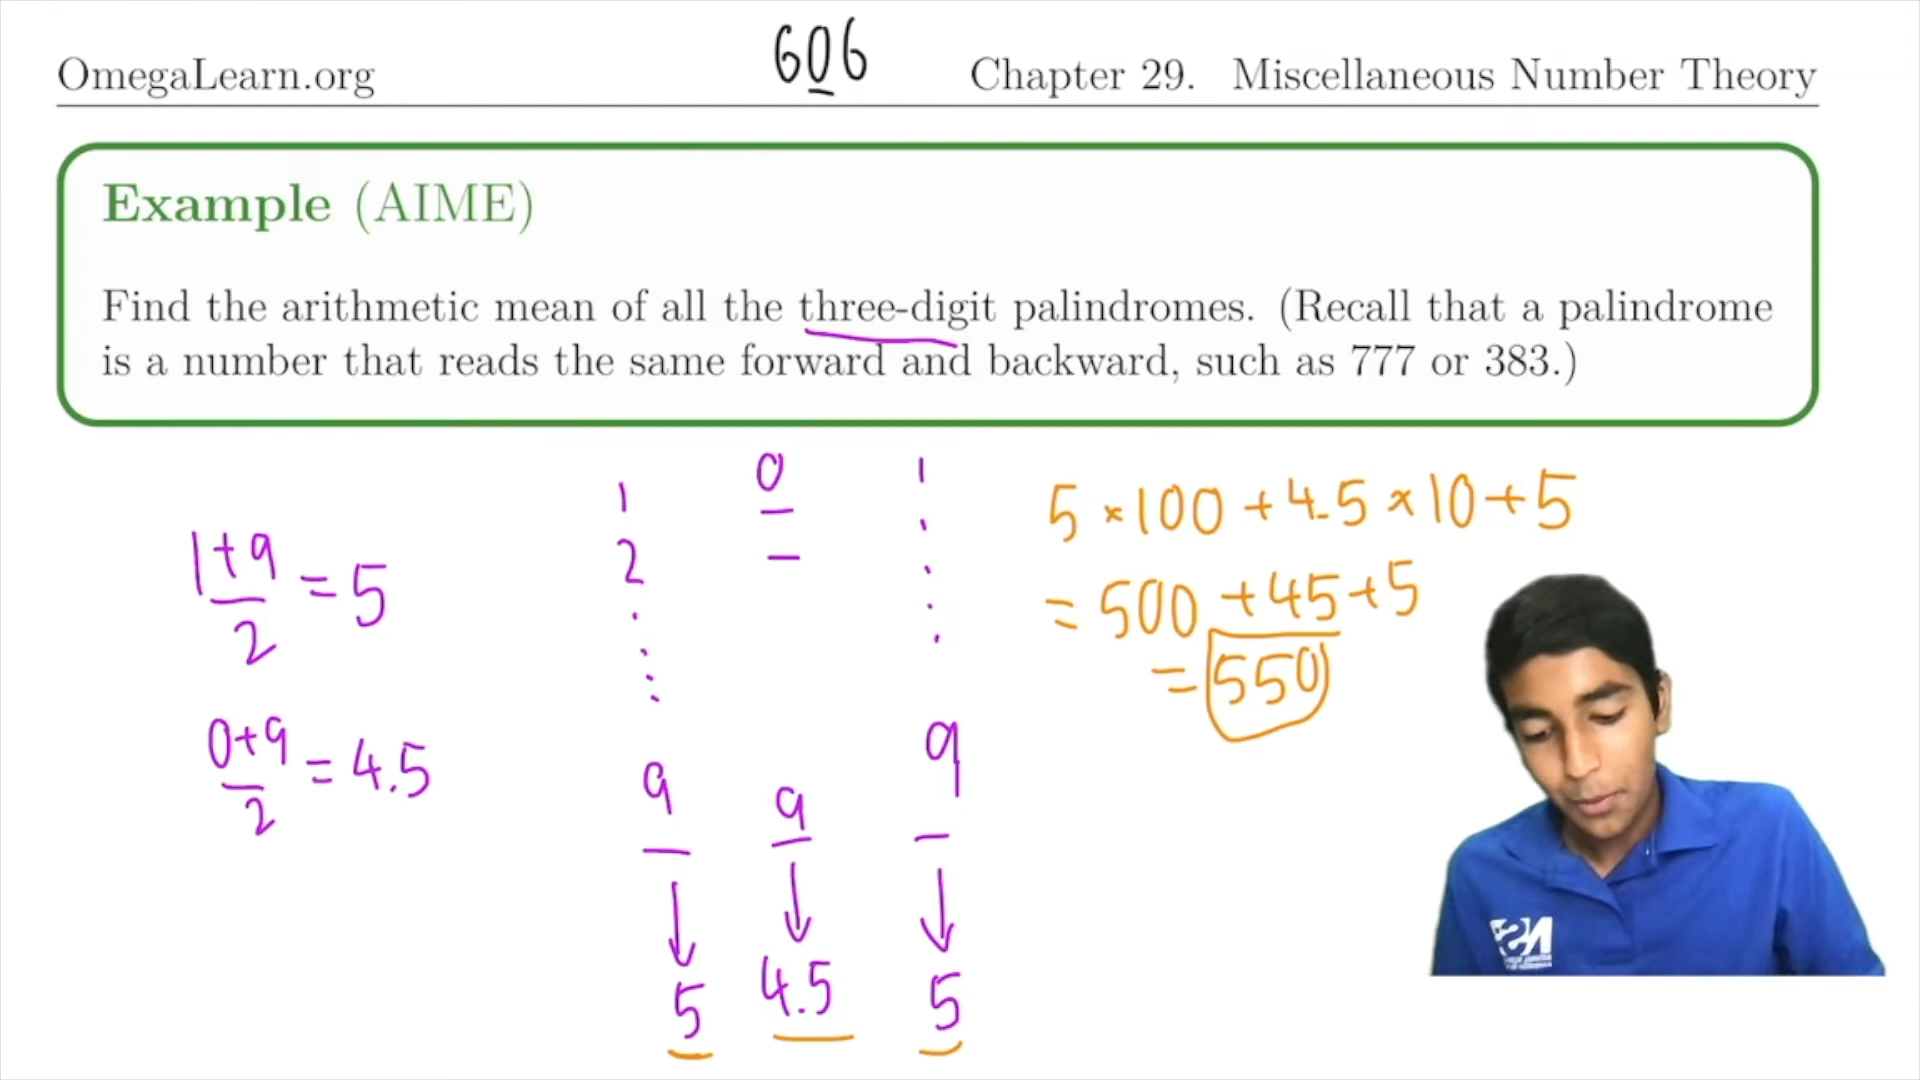 606
OmegaLearn.org
Chapter 29. Miscellaneous Number Theory
Example (AIME)
Find the arithmetic mean of all the three-digit palindromes. (Recall that a palindrome
is a number that reads the same forward and backward, such as 777 or 383.)
1+9
2
= 5
0+9
2
= 4.5
1 0 1
2
9 9 9
5 4.5 5
5 × 100 + 4.5 × 10 + 5
= 500 + 45 + 5
= 550